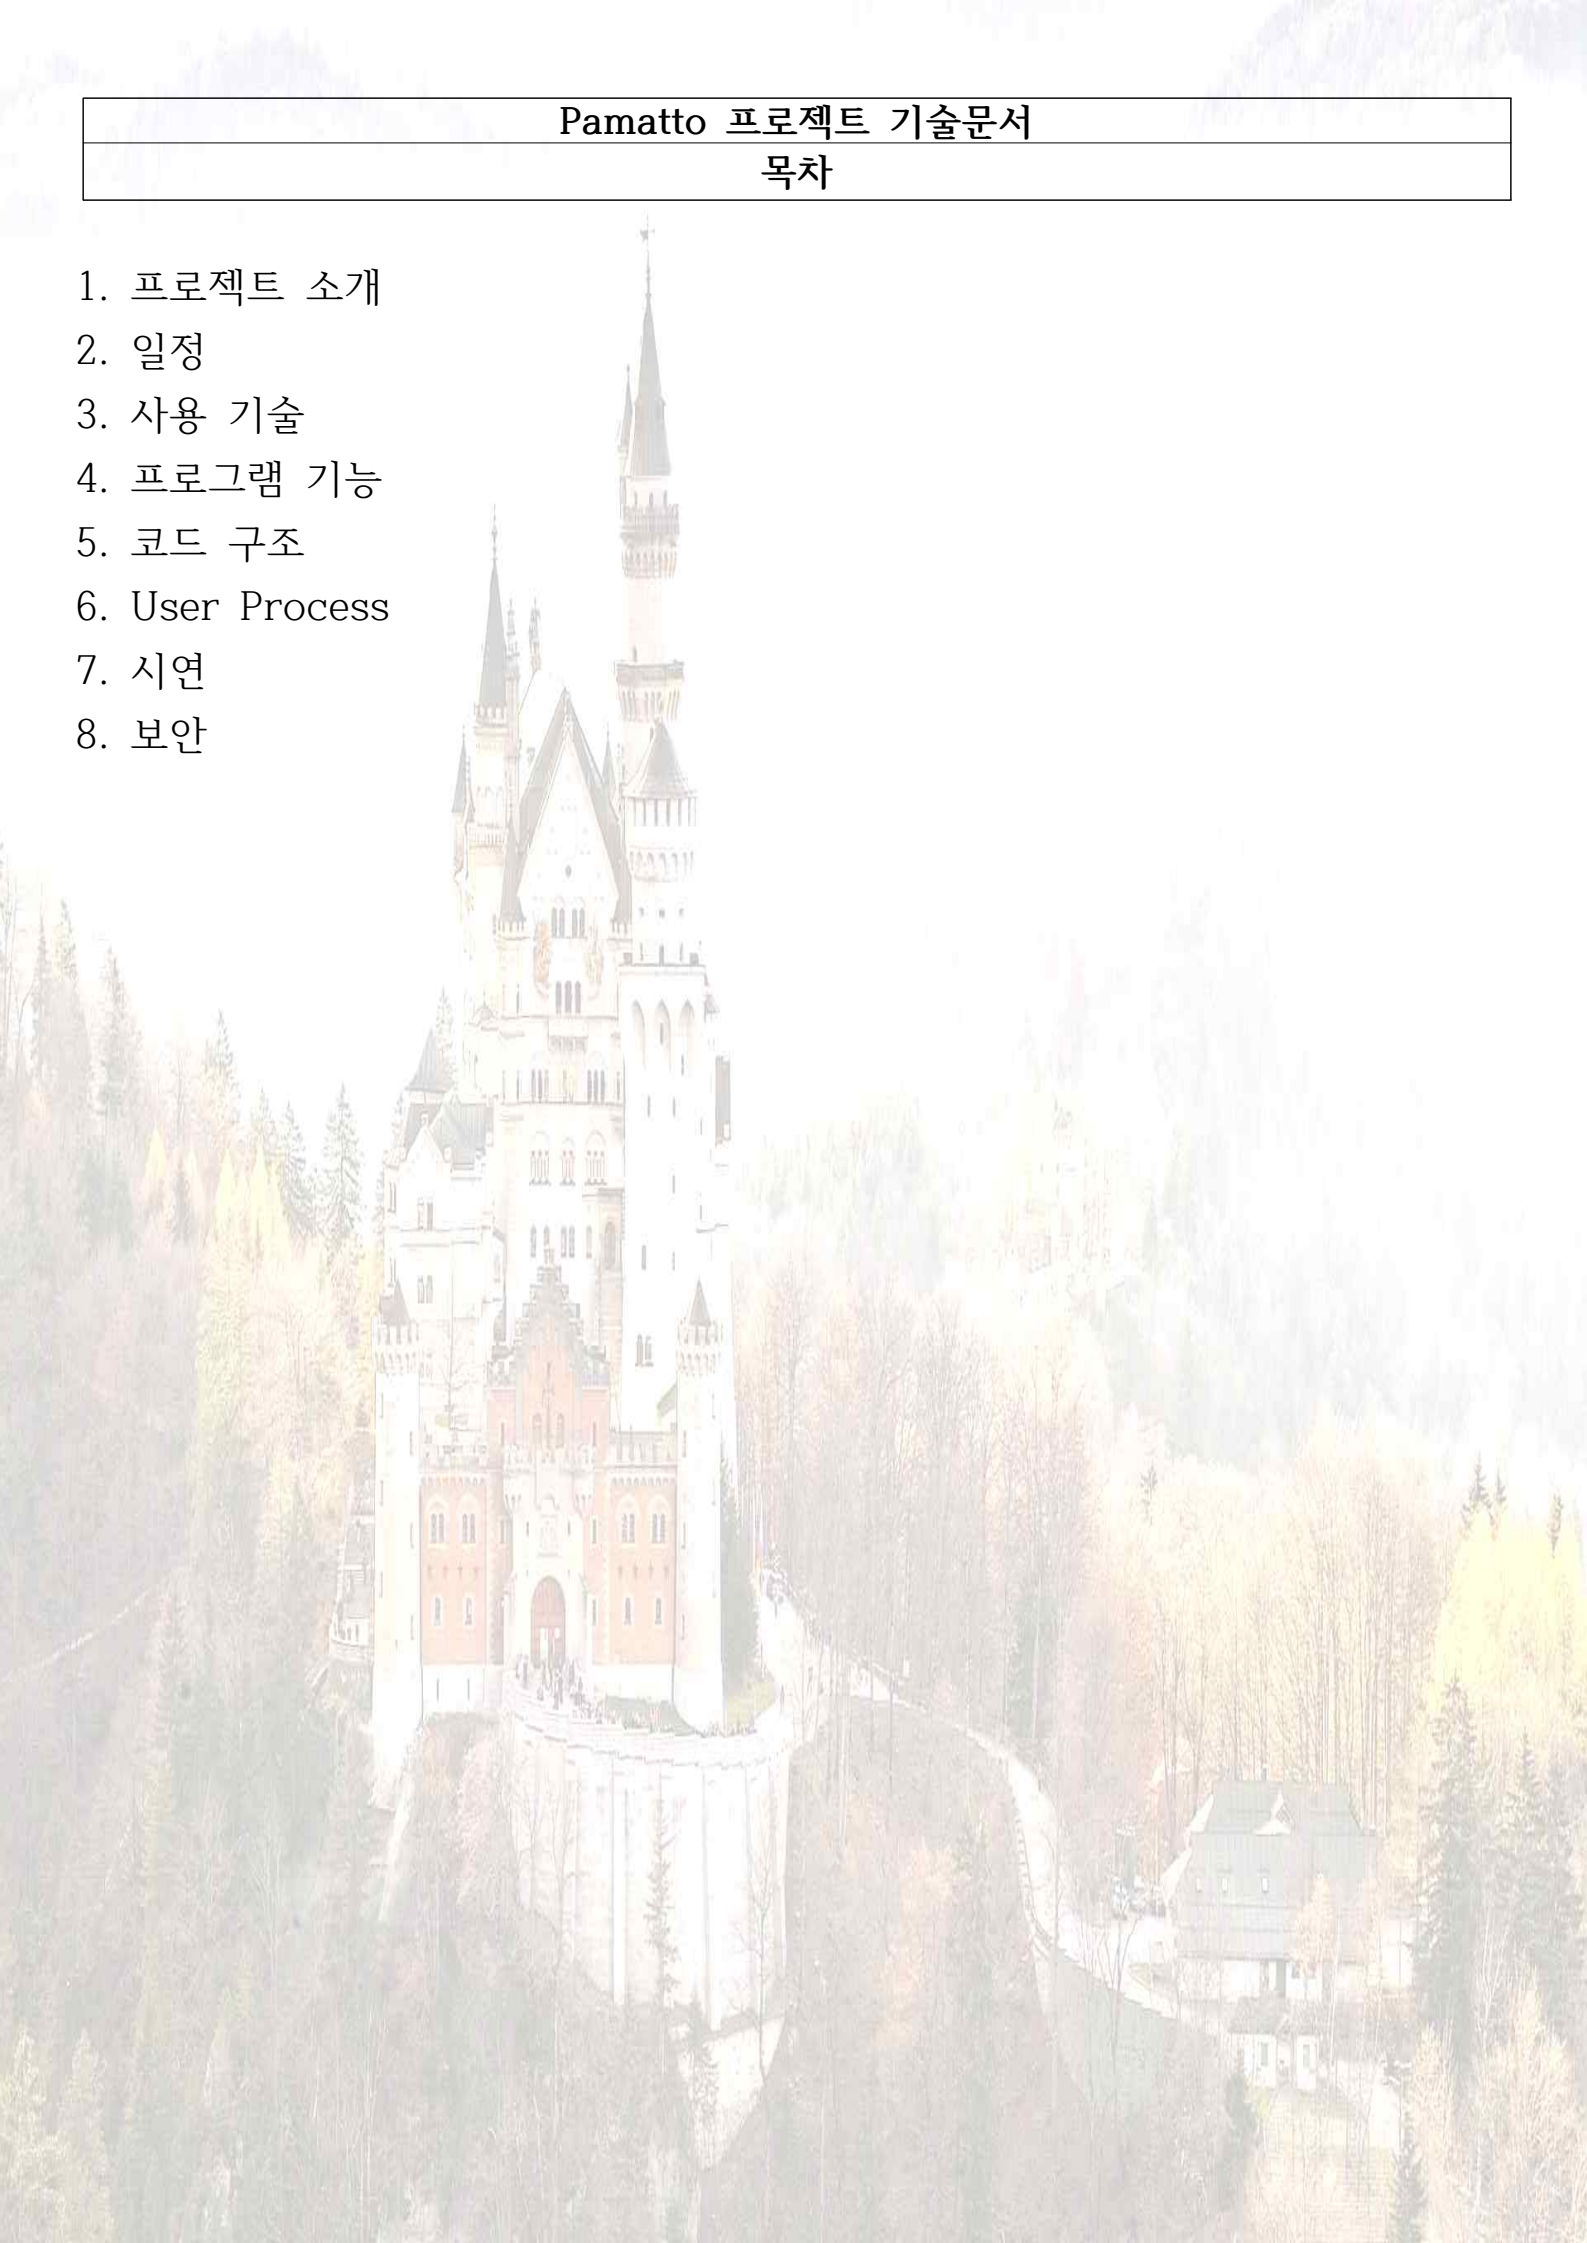 Pamatto 프로젝트 기술문서
목차
1. 프로젝트 소개
2. 일정
3. 사용 기술
4. 프로그램 기능
5. 코드 구조
6. User Process
7. 시연
8. 보안